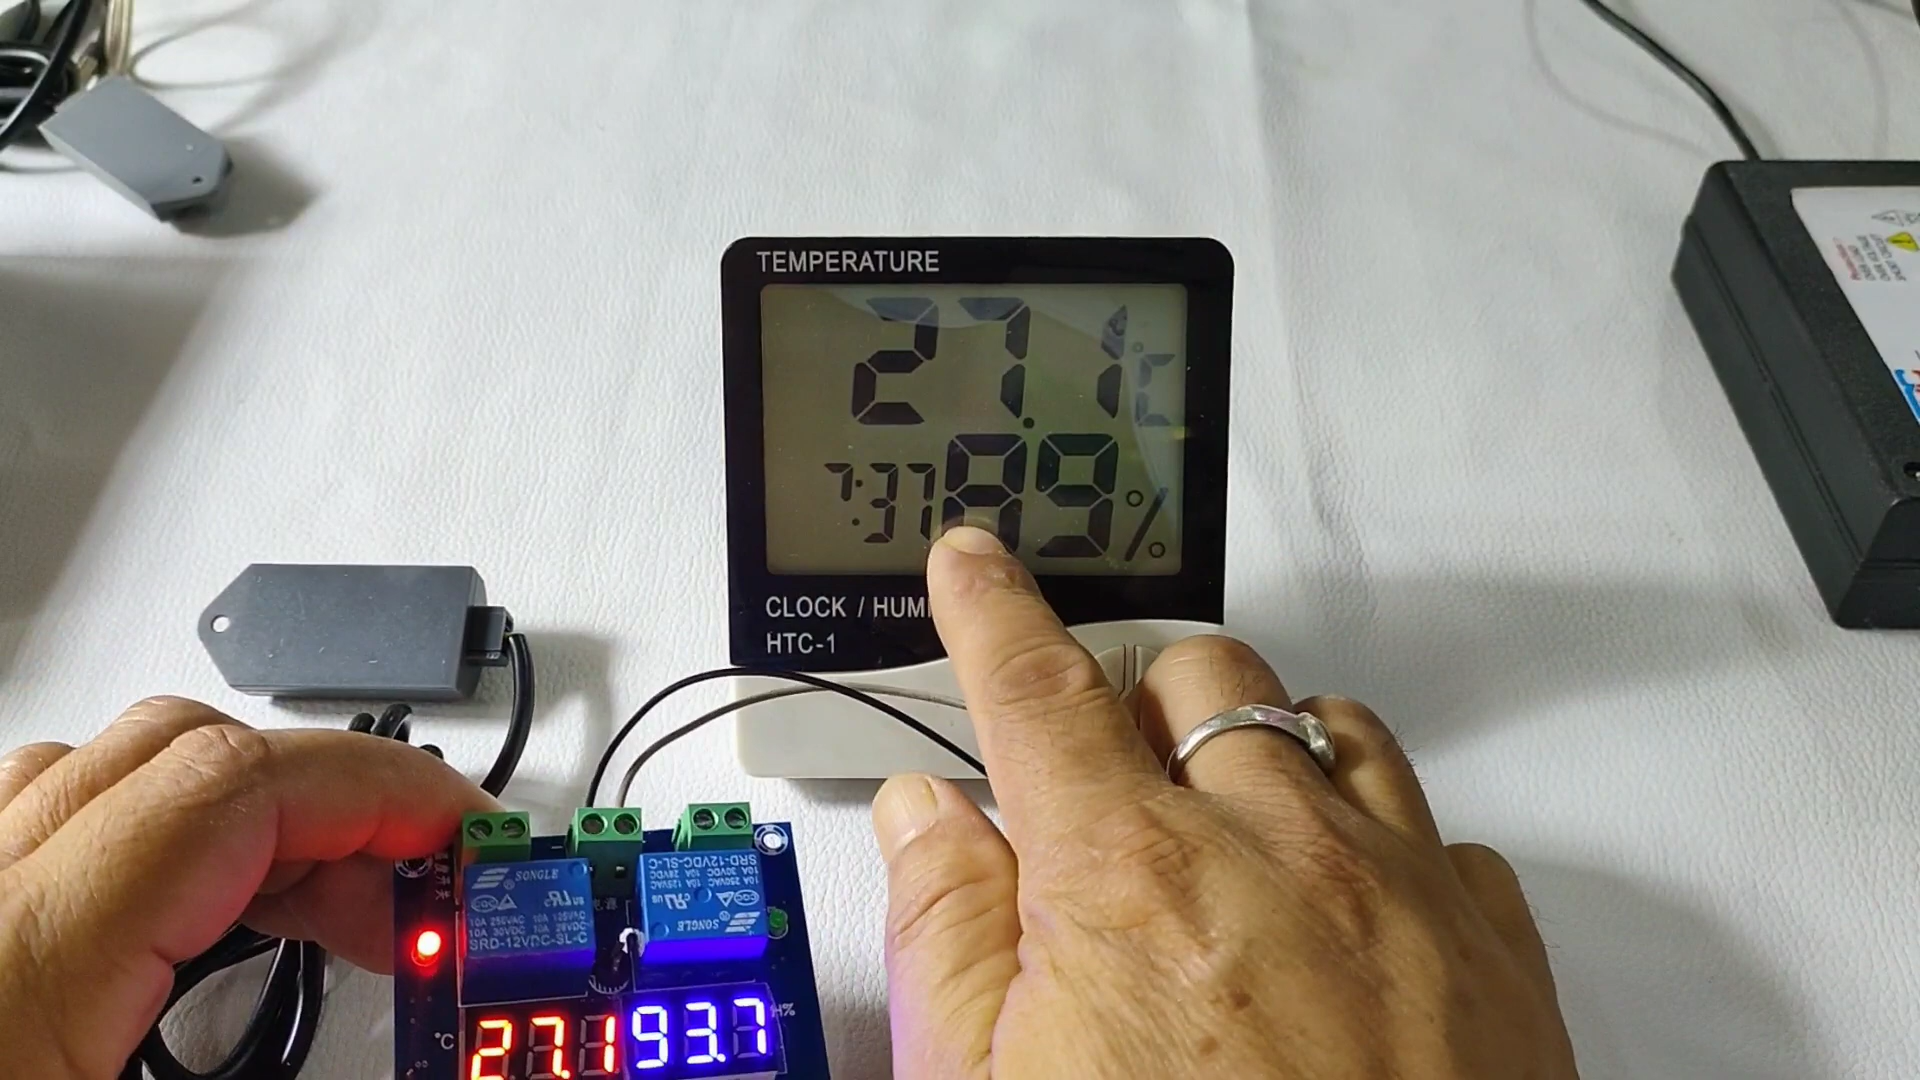 TEMPERATURE
27.1°C
7:37 89%
CLOCK / HUMI
HTC-1
SONGLE
10A 250VAC 10A 125VAC
10A 30VDC 10A 28VDC
SRD-12VDC-SL-C
SONGLE
10A 250VAC 10A 125VAC
10A 30VDC 10A 28VDC
SRD-12VDC-SL-C
°C 27.1 93.7 H%